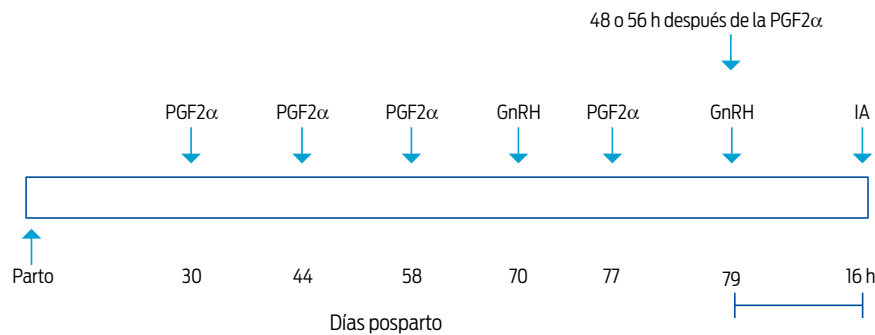 48 o 56 h después de la PGF2α
PGF2α PGF2α PGF2α GnRH PGF2α GnRH IA
Parto 30 44 58 70 77 79 16 h
Días posparto